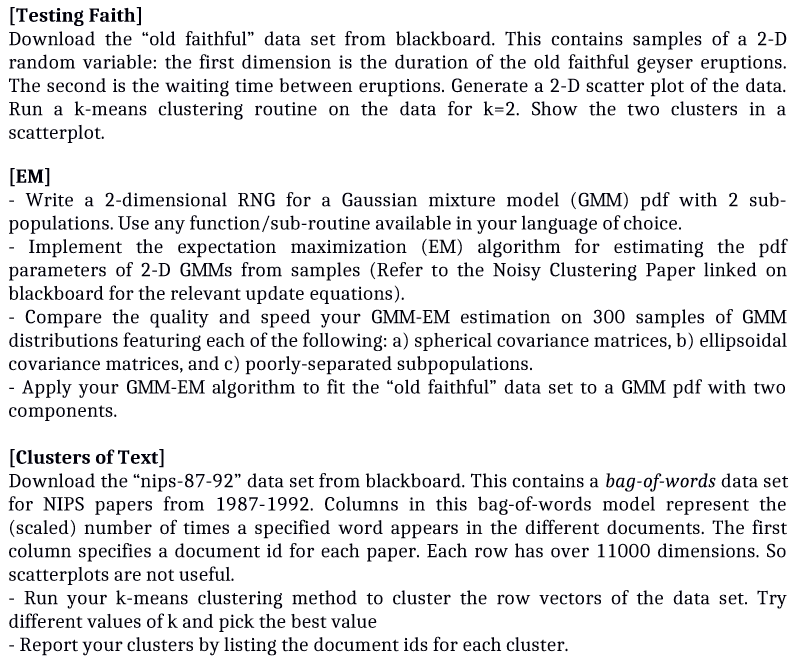 [Testing Faith]
Download the “old faithful” data set from blackboard. This contains samples of a 2-D
random variable: the first dimension is the duration of the old faithful geyser eruptions.
The second is the waiting time between eruptions. Generate a 2-D scatter plot of the data.
Run a k-means clustering routine on the data for k=2. Show the two clusters in a
scatterplot.
[EM]
- Write a 2-dimensional RNG for a Gaussian mixture model (GMM) pdf with 2 sub-
populations. Use any function/sub-routine available in your language of choice.
- Implement the expectation maximization (EM) algorithm for estimating the pdf
parameters of 2-D GMMs from samples (Refer to the Noisy Clustering Paper linked on
blackboard for the relevant update equations).
- Compare the quality and speed your GMM-EM estimation on 300 samples of GMM
distributions featuring each of the following: a) spherical covariance matrices, b) ellipsoidal
covariance matrices, and c) poorly-separated subpopulations.
- Apply your GMM-EM algorithm to fit the “old faithful” data set to a GMM pdf with two
components.
[Clusters of Text]
Download the “nips-87-92” data set from blackboard. This contains a bag-of-words data set
for NIPS papers from 1987-1992. Columns in this bag-of-words model represent the
(scaled) number of times a specified word appears in the different documents. The first
column specifies a document id for each paper. Each row has over 11000 dimensions. So
scatterplots are not useful.
- Run your k-means clustering method to cluster the row vectors of the data set. Try
different values of k and pick the best value
- Report your clusters by listing the document ids for each cluster.